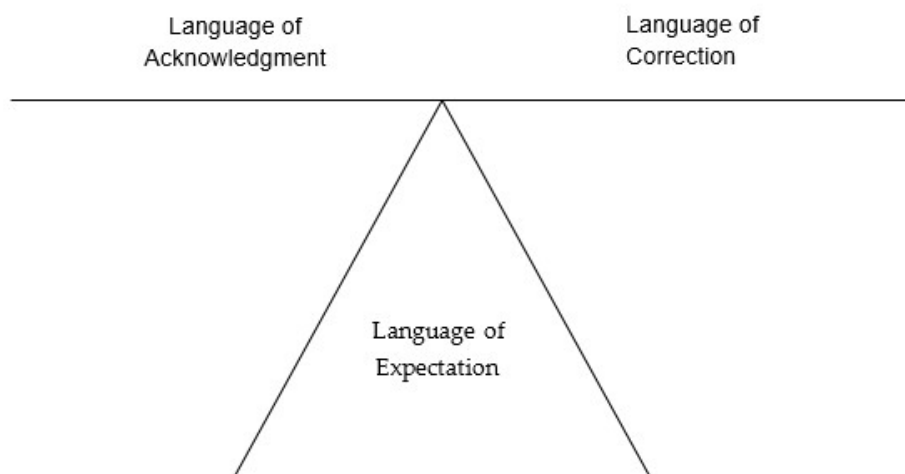 Language of
Acknowledgment
Language of
Correction
Language of
Expectation